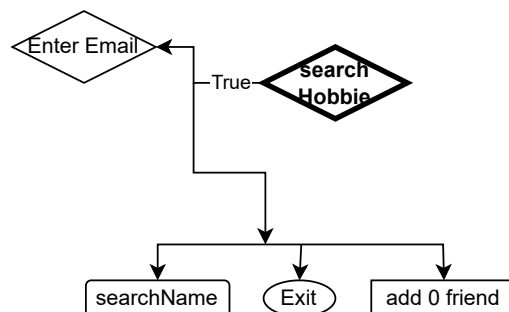 Enter Email
True
search
Hobbie
searchName
Exit
add 0 friend